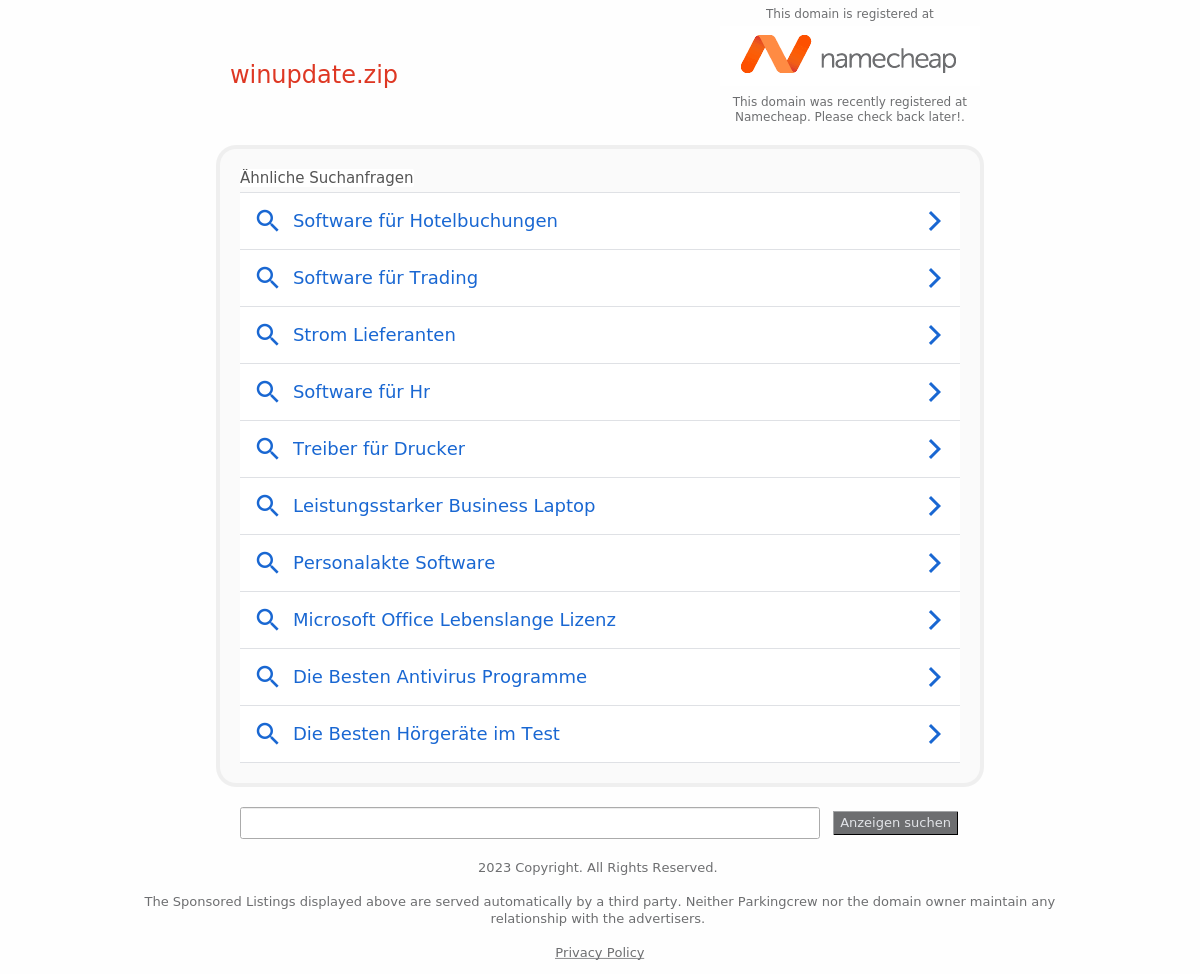 This domain is registered at
namecheap
winupdate.zip
This domain was recently registered at
Namecheap. Please check back later!.
Ähnliche Suchanfragen
Software für Hotelbuchungen
Software für Trading
Strom Lieferanten
Software für Hr
Treiber für Drucker
Leistungsstarker Business Laptop
Personalakte Software
Microsoft Office Lebenslange Lizenz
Die Besten Antivirus Programme
Die Besten Hörgeräte im Test
Anzeigen suchen
2023 Copyright. All Rights Reserved.
The Sponsored Listings displayed above are served automatically by a third party. Neither Parkingcrew nor the domain owner maintain any
relationship with the advertisers.
Privacy Policy